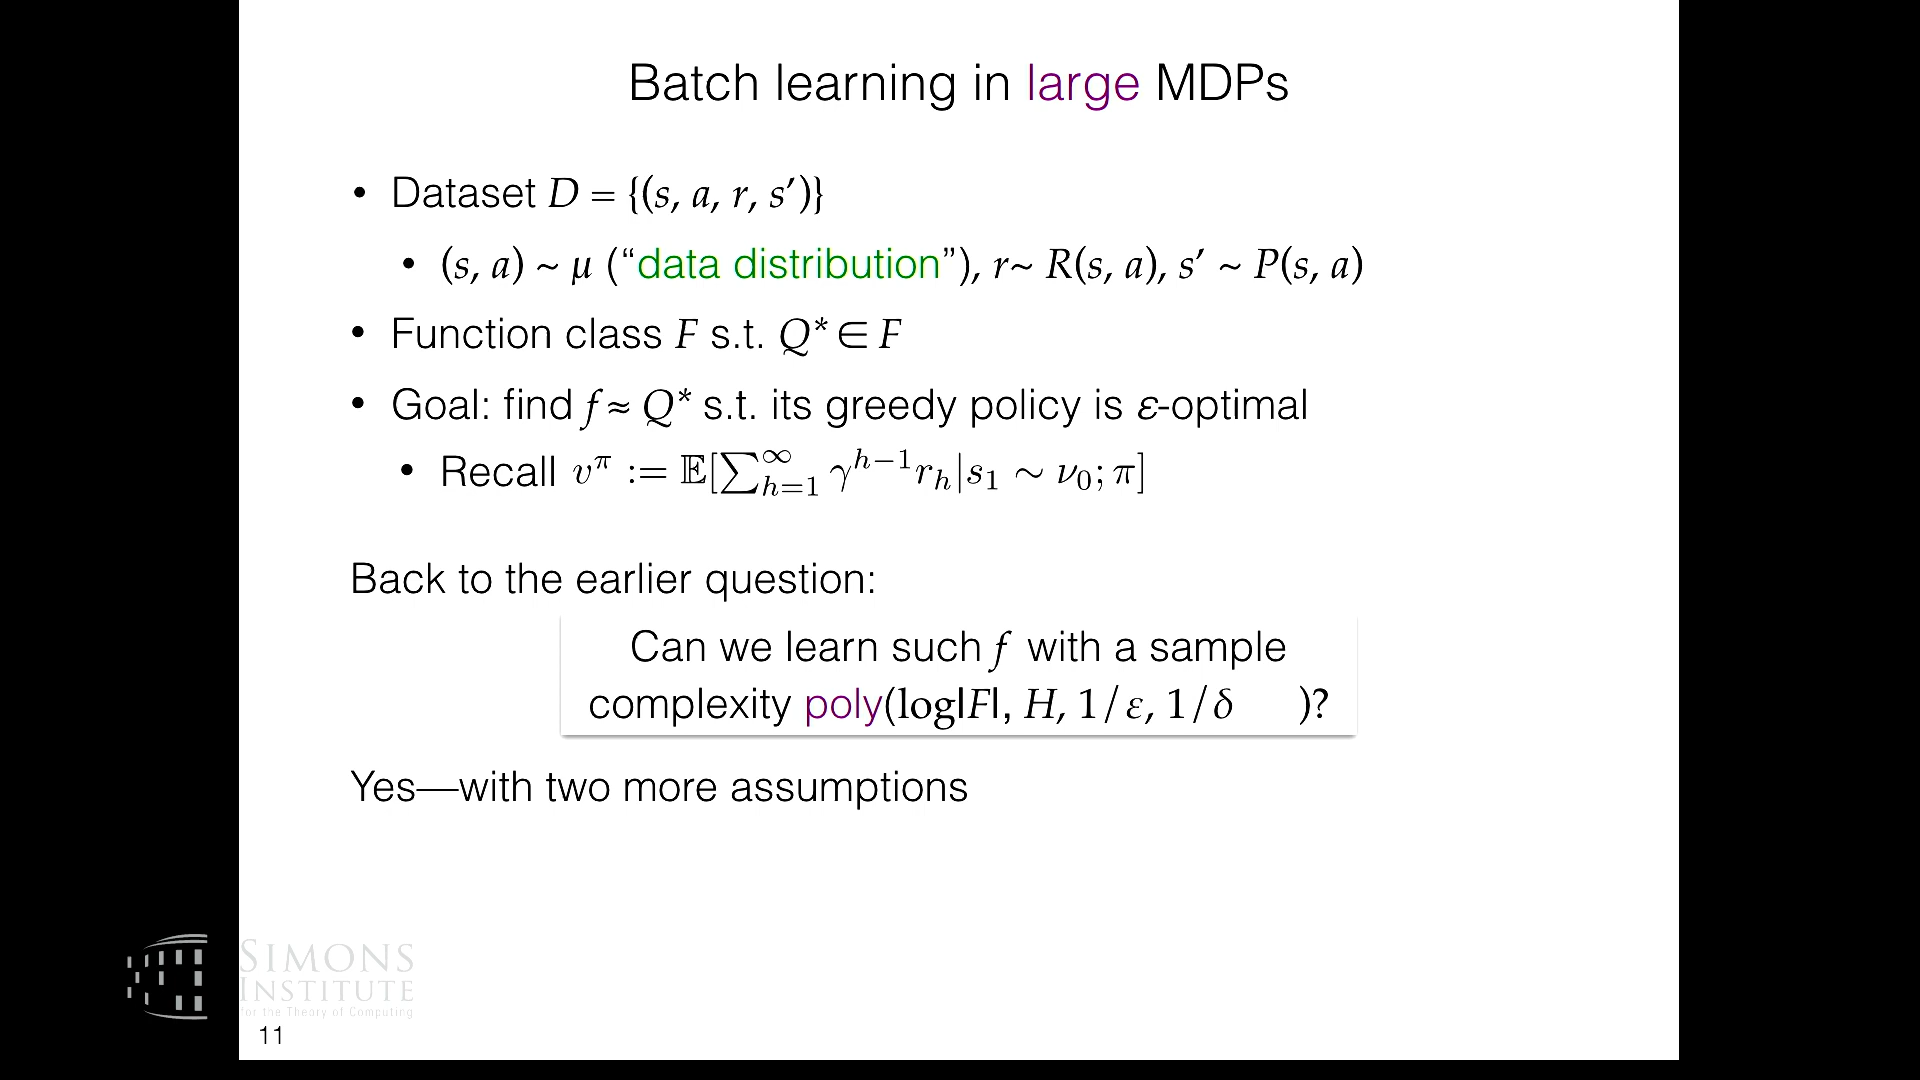 Batch learning in large MDPs
• Dataset D = {(s, a, r, s′)}
• (s, a) ~ μ (“data distribution”), r~ R(s, a), s′ ~ P(s, a)
• Function class F s.t. Q* ∈ F
• Goal: find f ≈ Q* s.t. its greedy policy is ε-optimal
• Recall v^π := 𝔼[∑_{h=1}^∞ γ^{h−1} r_h | s_1 ∼ ν_0; π]
Back to the earlier question:
Can we learn such f with a sample
complexity poly(log|F|, H, 1/ε, 1/δ )?
Yes—with two more assumptions
SIMONS
INSTITUTE
for the Theory of Computing
11